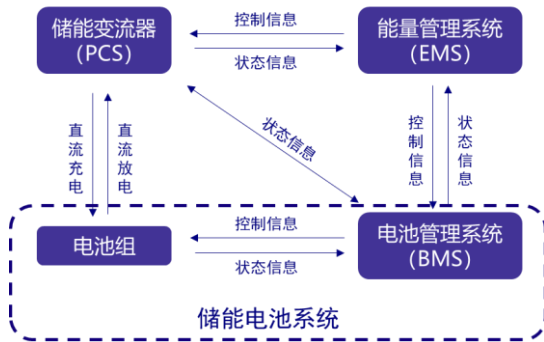 储能变流器
(PCS)
控制信息
状态信息
能量管理系统
(EMS)
直流充电
直流放电
状态信息
控制信息
状态信息
电池组
控制信息
状态信息
电池管理系统
(BMS)
储能电池系统